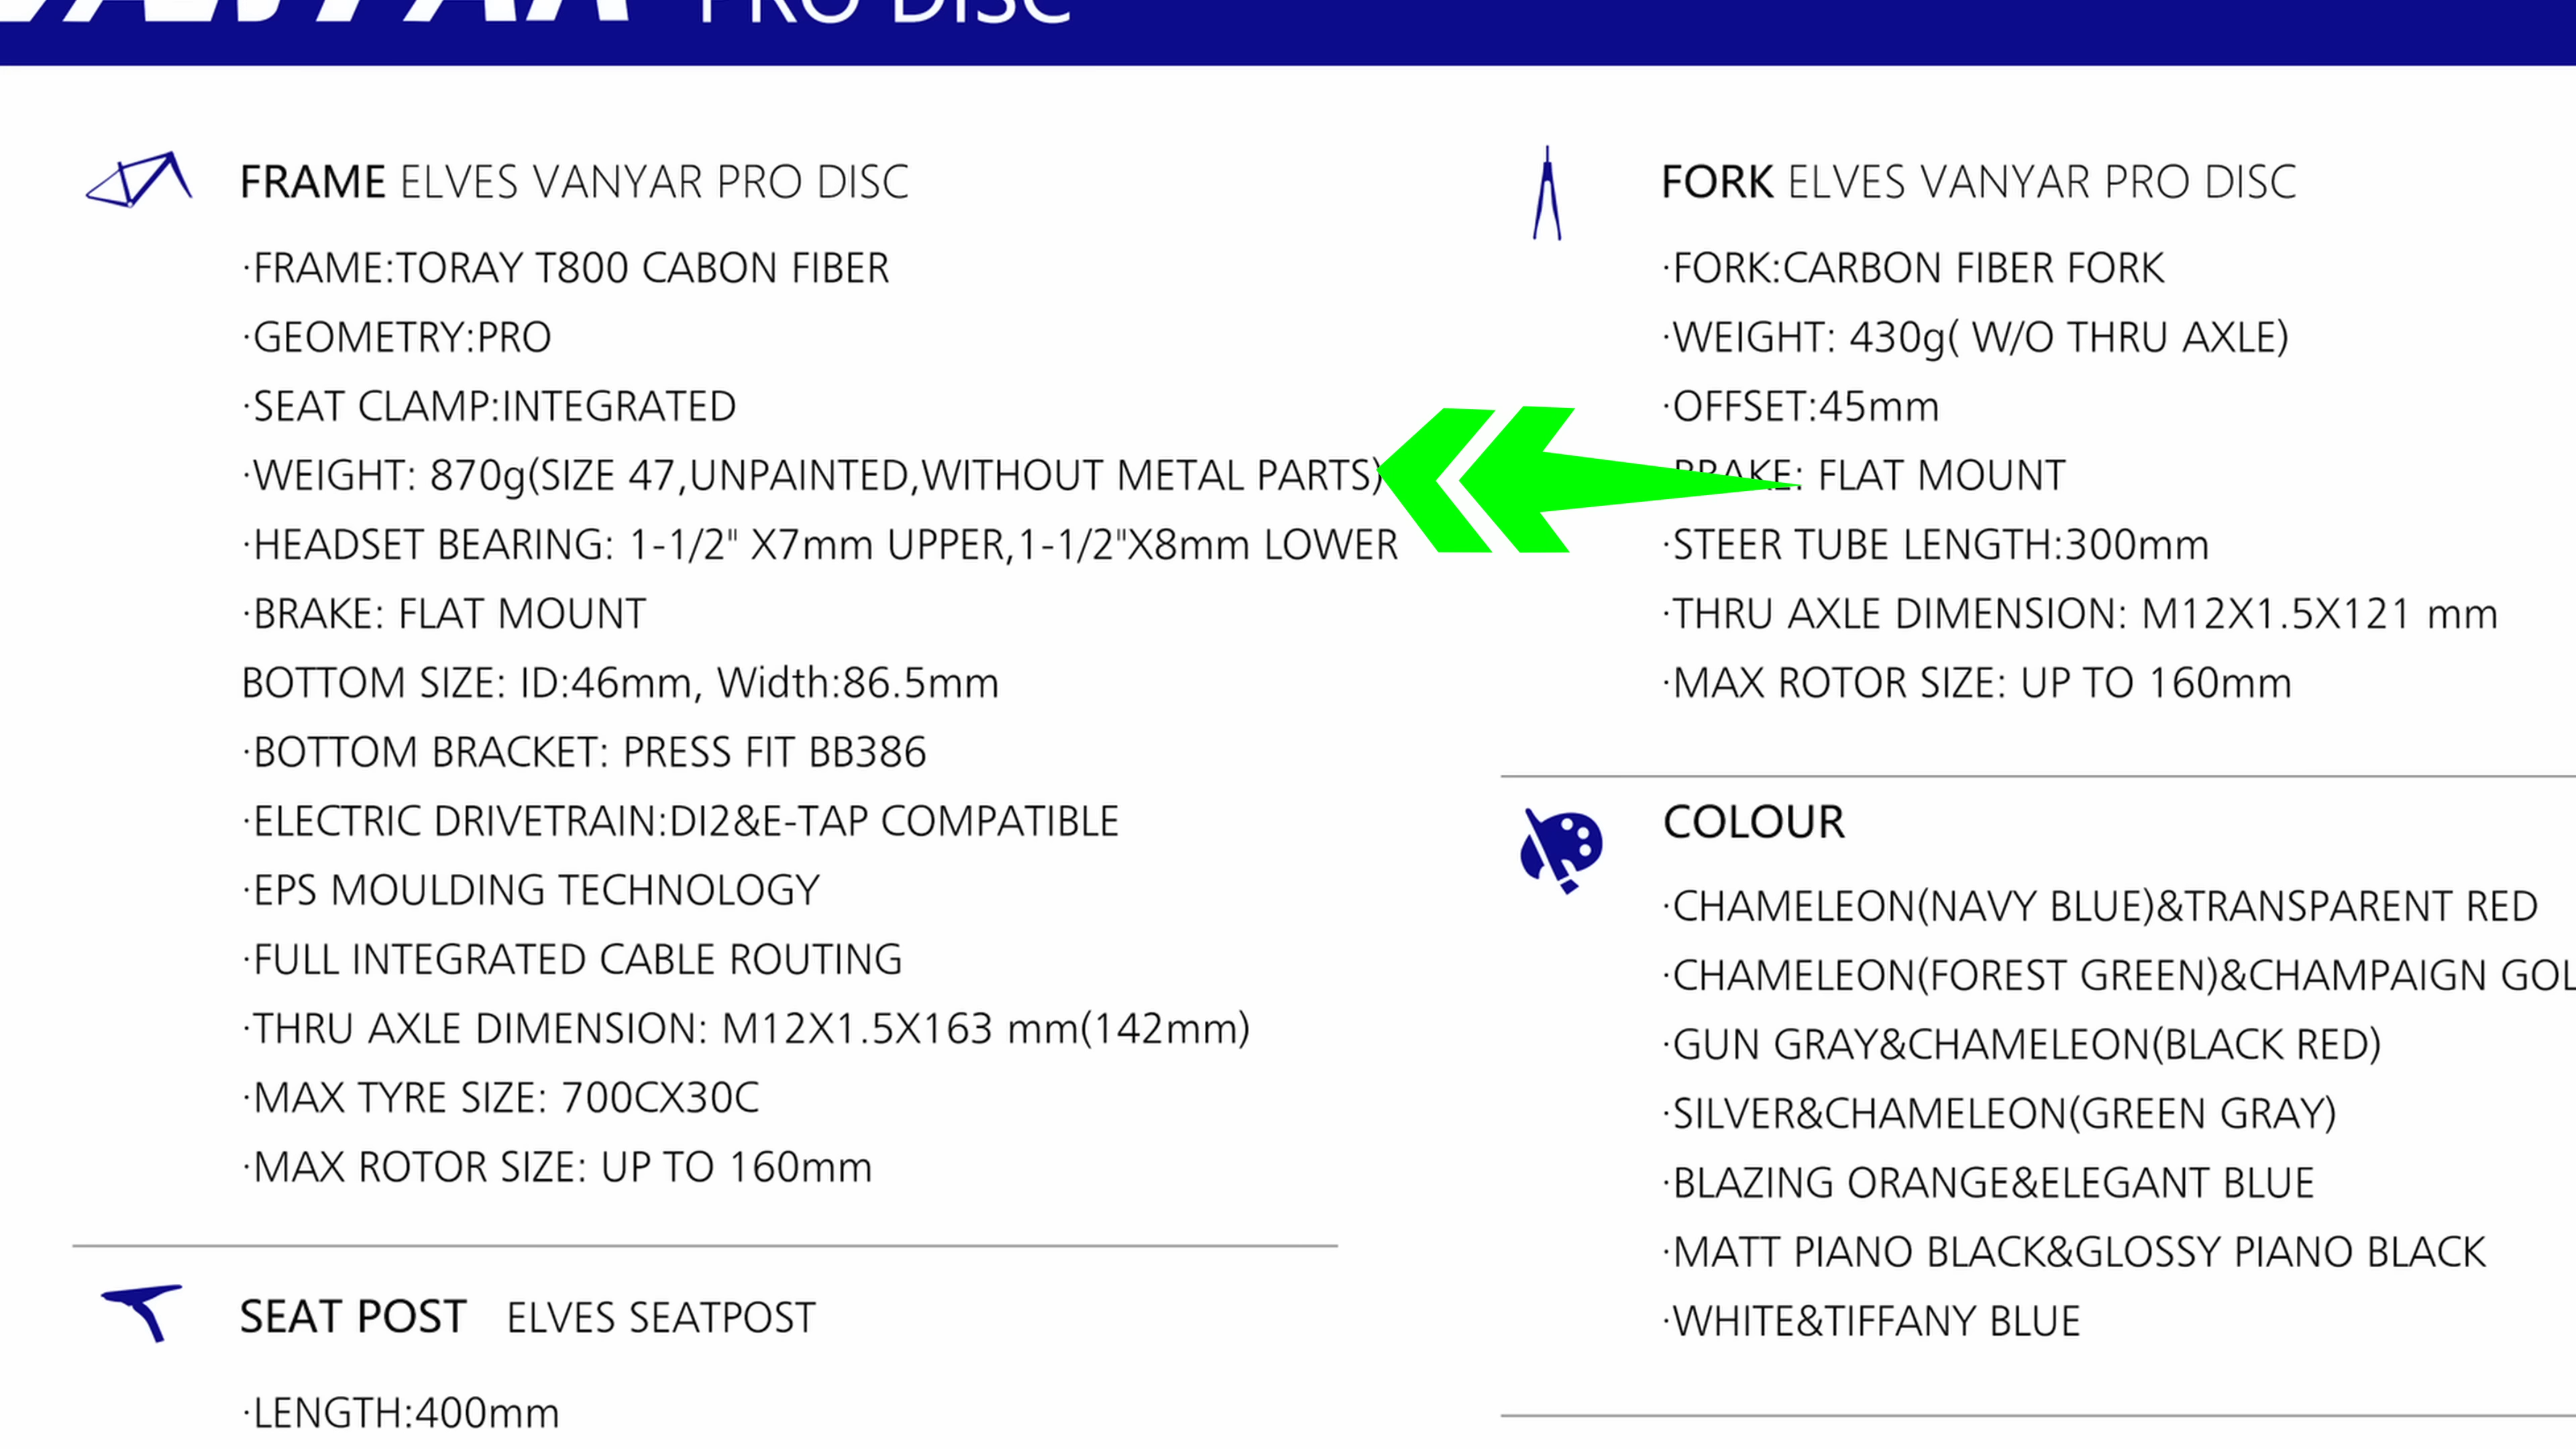 PRO DISC
FRAME ELVES VANYAR PRO DISC
·FRAME:TORAY T800 CABON FIBER
·GEOMETRY:PRO
·SEAT CLAMP:INTEGRATED
·WEIGHT: 870g(SIZE 47,UNPAINTED,WITHOUT METAL PARTS)
·HEADSET BEARING: 1-1/2" X7mm UPPER,1-1/2"X8mm LOWER
·BRAKE: FLAT MOUNT
BOTTOM SIZE: ID:46mm, Width:86.5mm
·BOTTOM BRACKET: PRESS FIT BB386
·ELECTRIC DRIVETRAIN:DI2&E-TAP COMPATIBLE
·EPS MOULDING TECHNOLOGY
·FULL INTEGRATED CABLE ROUTING
·THRU AXLE DIMENSION: M12X1.5X163 mm(142mm)
·MAX TYRE SIZE: 700CX30C
·MAX ROTOR SIZE: UP TO 160mm
SEAT POST ELVES SEATPOST
·LENGTH:400mm
FORK ELVES VANYAR PRO DISC
·FORK:CARBON FIBER FORK
·WEIGHT: 430g( W/O THRU AXLE)
·OFFSET:45mm
·BRAKE: FLAT MOUNT
·STEER TUBE LENGTH:300mm
·THRU AXLE DIMENSION: M12X1.5X121 mm
·MAX ROTOR SIZE: UP TO 160mm
COLOUR
·CHAMELEON(NAVY BLUE)&TRANSPARENT RED
·CHAMELEON(FOREST GREEN)&CHAMPAIGN GOL
·GUN GRAY&CHAMELEON(BLACK RED)
·SILVER&CHAMELEON(GREEN GRAY)
·BLAZING ORANGE&ELEGANT BLUE
·MATT PIANO BLACK&GLOSSY PIANO BLACK
·WHITE&TIFFANY BLUE